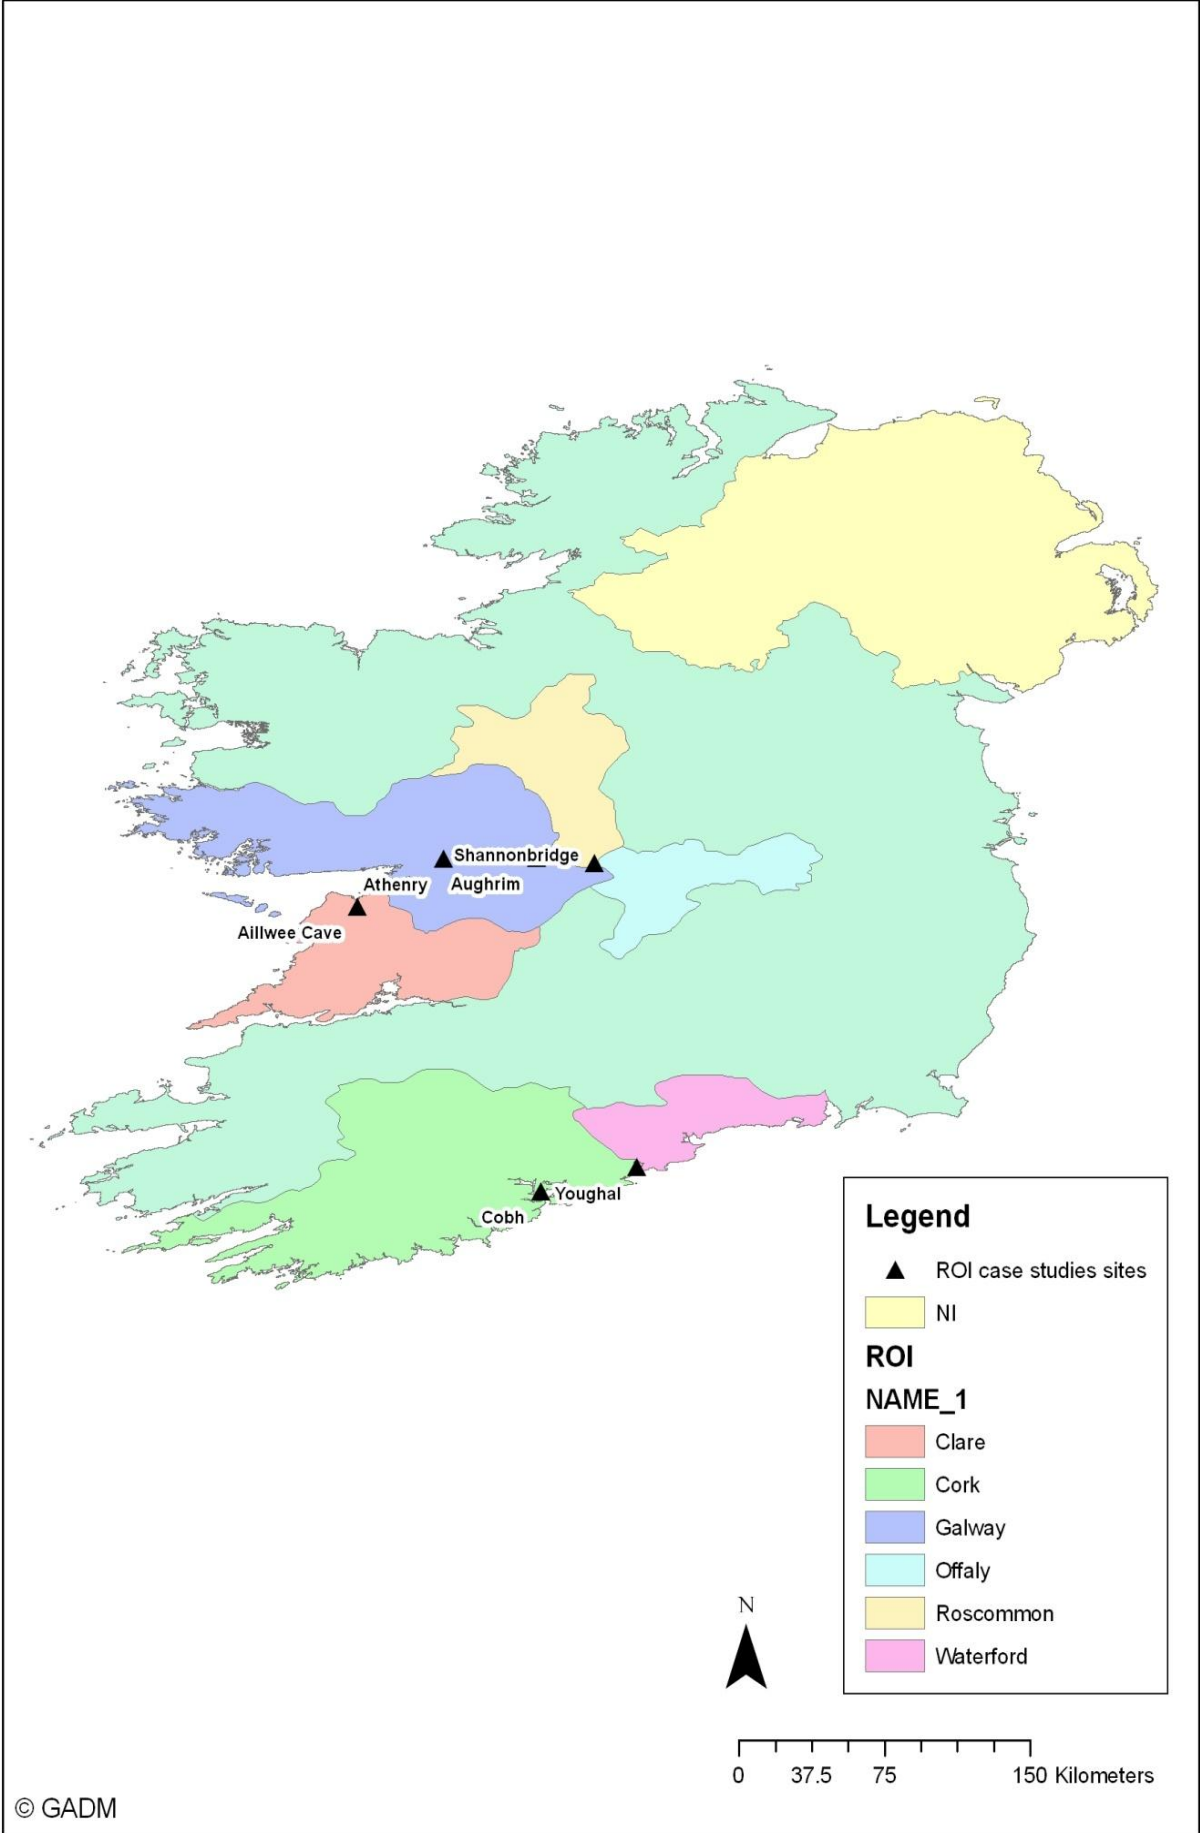 Shannonbridge
Athenry
Aughrim
Aillwee Cave
Youghal
Cobh
Legend
ROI case studies sites
NI
ROI
NAME_1
Clare
Cork
Galway
Offaly
Roscommon
Waterford
N
0 37.5 75 150 Kilometers
© GADM